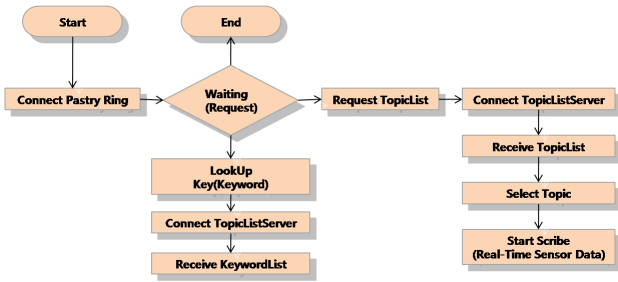 Start
End
Connect Pastry Ring
Waiting
(Request)
Request TopicList
Connect TopicListServer
Receive TopicList
Select Topic
Start Scribe
(Real-Time Sensor Data)
LookUp
Key(Keyword)
Connect TopicListServer
Receive KeywordList